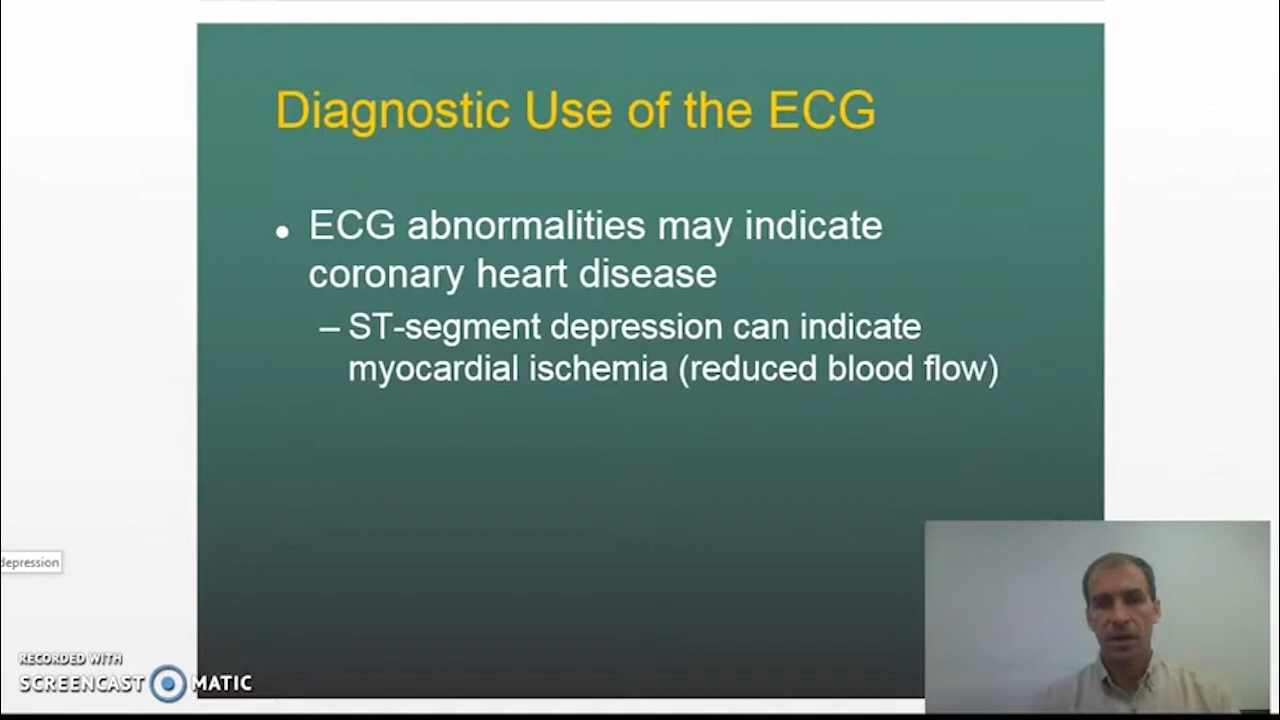 Diagnostic Use of the ECG
• ECG abnormalities may indicate
coronary heart disease
– ST-segment depression can indicate
myocardial ischemia (reduced blood flow)
depression
RECORDED WITH
SCREENCAST MATIC